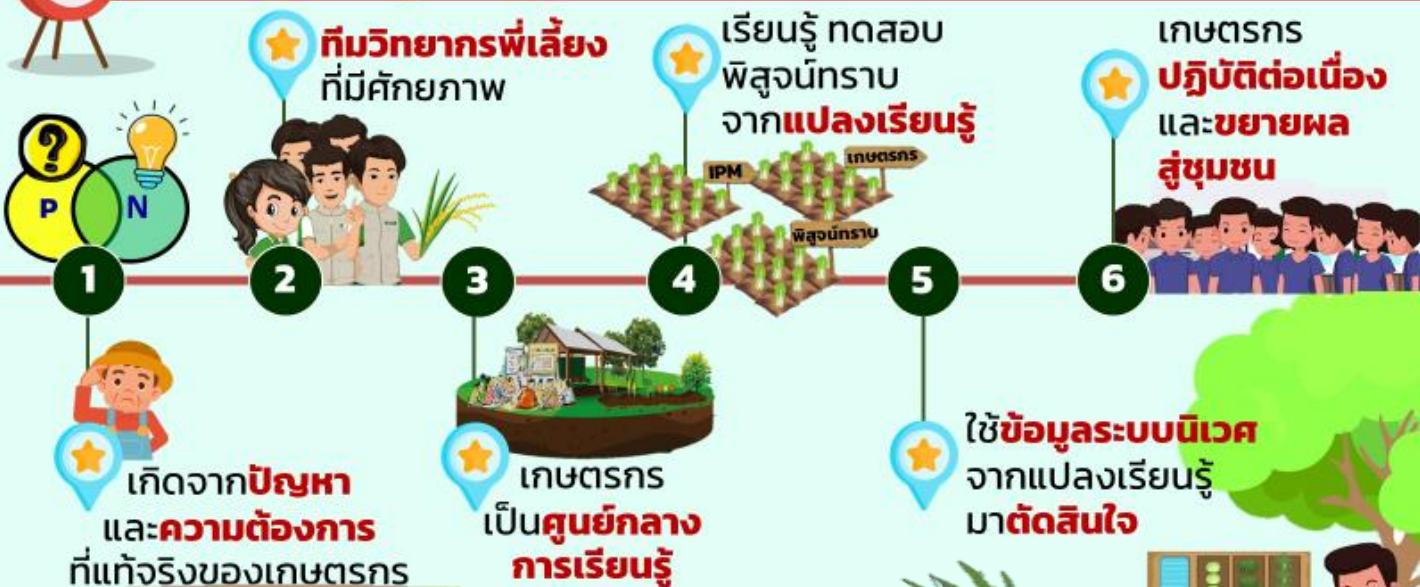 ทีมวิทยากรพี่เลี้ยง
ที่มีศักยภาพ
เรียนรู้ ทดสอบ
พิสูจน์ทราบ
จากแปลงเรียนรู้
เกษตรกร
ปฏิบัติต่อเนื่อง
และขยายผล
สู่ชุมชน
?
P
N
IPM
เกษตรกร
พิสูจน์ทราบ
1
2
3
4
5
6
เกิดจากปัญหา
และความต้องการ
ที่แท้จริงของเกษตรกร
เกษตรกร
เป็นศูนย์กลาง
การเรียนรู้
ใช้ข้อมูลระบบนิเวศ
จากแปลงเรียนรู้
มาตัดสินใจ